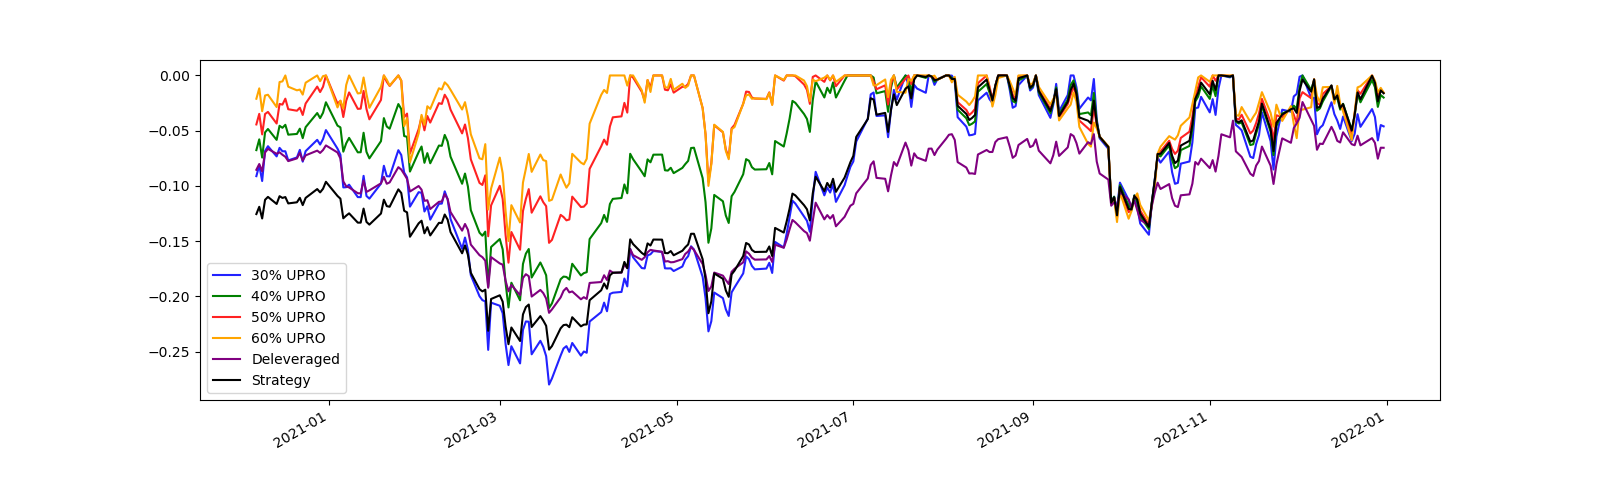 0.00
−0.05
−0.10
−0.15
−0.20
−0.25
30% UPRO
40% UPRO
50% UPRO
60% UPRO
Deleveraged
Strategy
2021-01
2021-03
2021-05
2021-07
2021-09
2021-11
2022-01